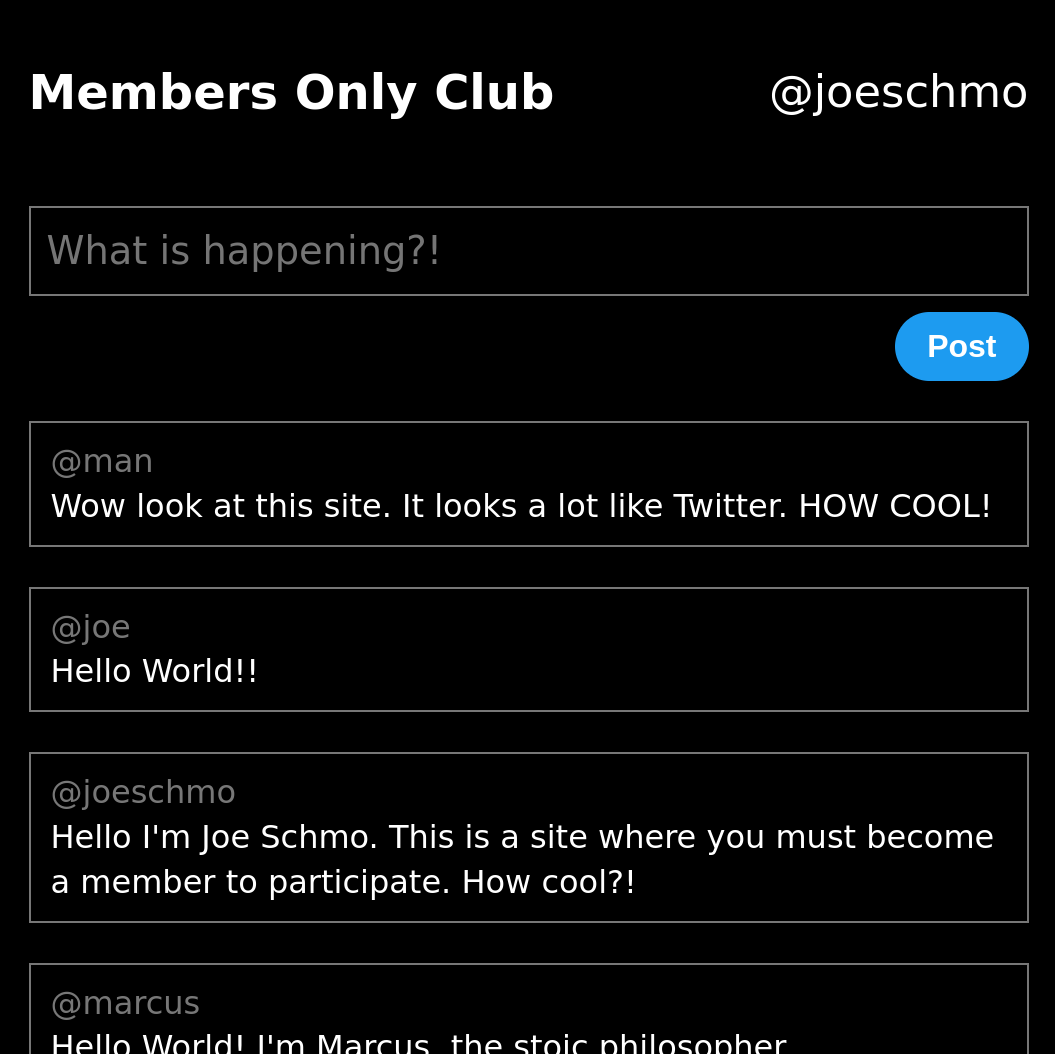 Members Only Club @joeschmo
What is happening?!
Post
@man
Wow look at this site. It looks a lot like Twitter. HOW COOL!
@joe
Hello World!!
@joeschmo
Hello I'm Joe Schmo. This is a site where you must become
a member to participate. How cool?!
@marcus
Hello World! I'm Marcus, the stoic philosopher